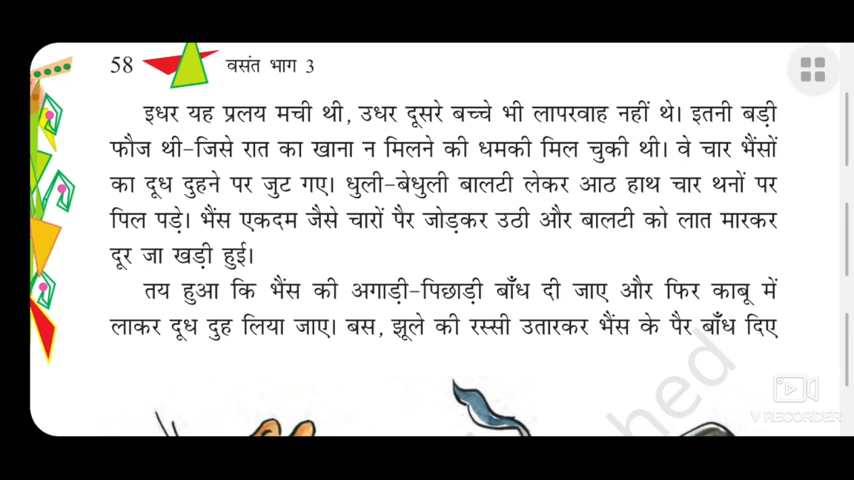 58 वसंत भाग 3
इधर यह प्रलय मची थी, उधर दूसरे बच्चे भी लापरवाह नहीं थे। इतनी बड़ी
फौज थी-जिसे रात का खाना न मिलने की धमकी मिल चुकी थी। वे चार भैंसों
का दूध दुहने पर जुट गए। धुली-बेधुली बालटी लेकर आठ हाथ चार थनों पर
पिल पड़े। भैंस एकदम जैसे चारों पैर जोड़कर उठी और बालटी को लात मारकर
दूर जा खड़ी हुई।
तय हुआ कि भैंस की अगाड़ी-पिछाड़ी बाँध दी जाए और फिर काबू में
लाकर दूध दुह लिया जाए। बस, झूले की रस्सी उतारकर भैंस के पैर बाँध दिए
V RECORDER